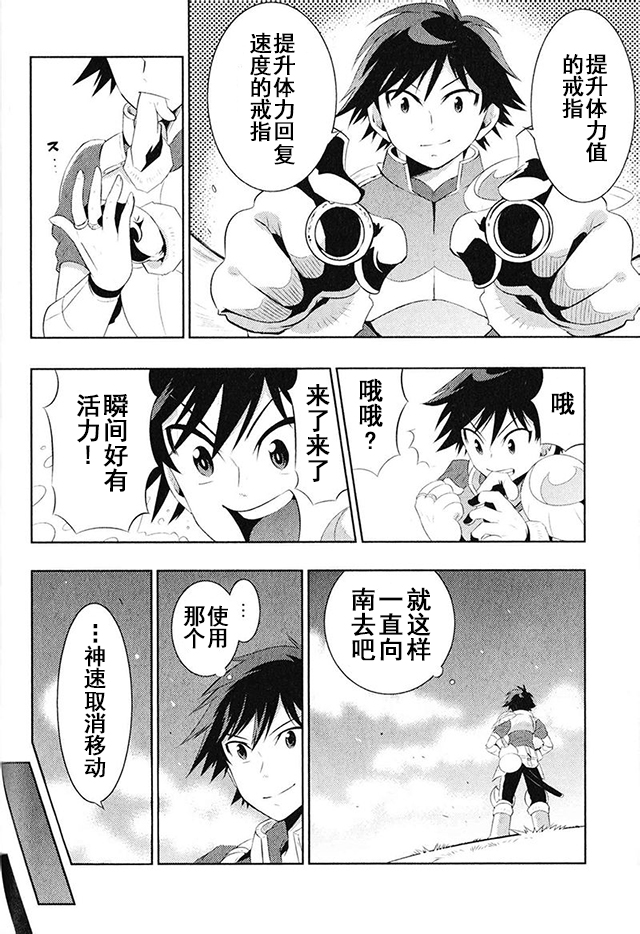 提升体力值
的戒指
提升体力回复
速度的戒指
ス…
哦
哦
哦?
来了来了
瞬间好有
活力!
就这样
一直向
南去吧
…
使用
那个
…神速取消移动